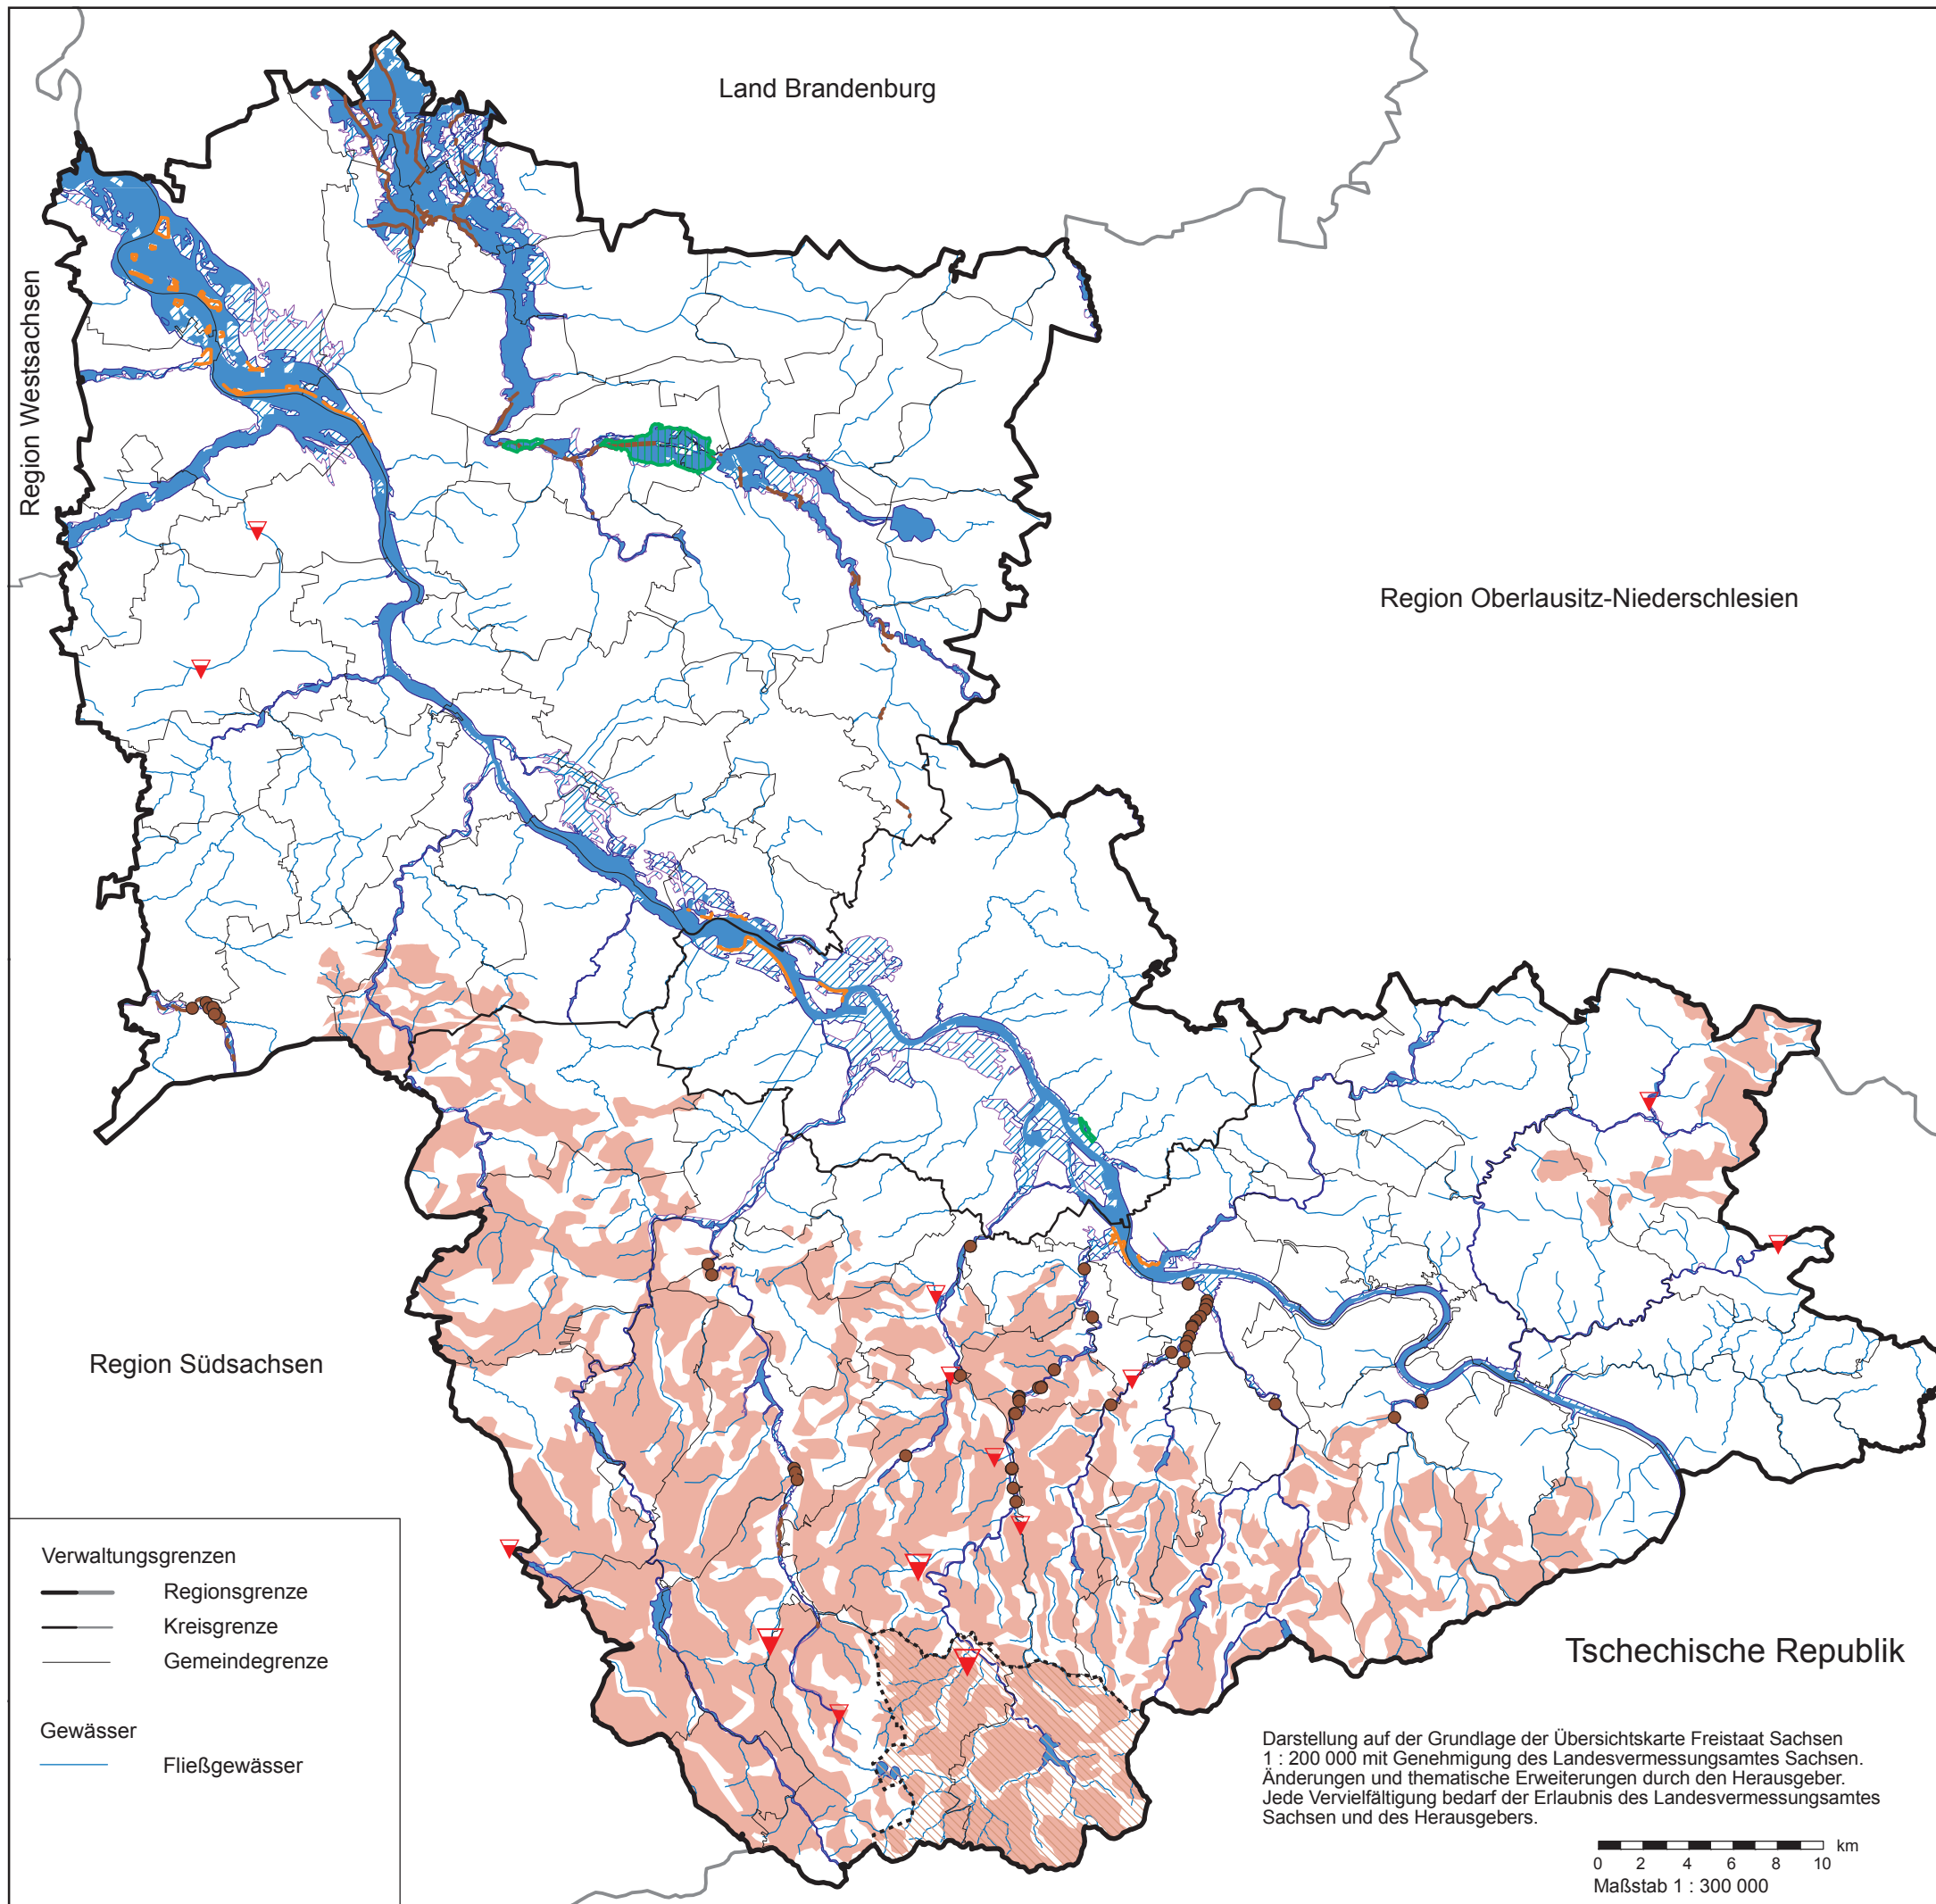 Land Brandenburg
Region Westsachsen
Region Oberlausitz-Niederschlesien
Region Südsachsen
Tschechische Republik
Verwaltungsgrenzen
Regionsgrenze
Kreisgrenze
Gemeindegrenze
Gewässer
Fließgewässer
Darstellung auf der Grundlage der Übersichtskarte Freistaat Sachsen
1 : 200 000 mit Genehmigung des Landesvermessungsamtes Sachsen.
Änderungen und thematische Erweiterungen durch den Herausgeber.
Jede Vervielfältigung bedarf der Erlaubnis des Landesvermessungsamtes
Sachsen und des Herausgebers.
km
0 2 4 6 8 10
Maßstab 1 : 300 000